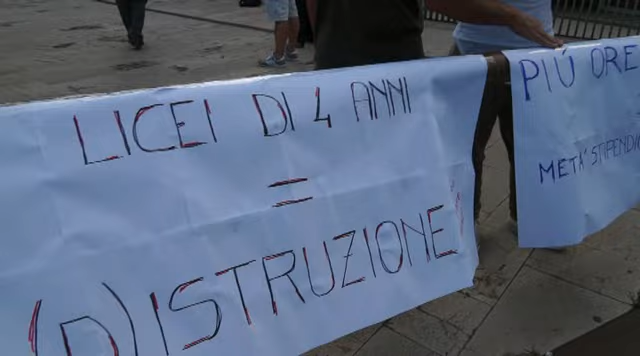 LICEI DI 4 ANNI
=
(D)ISTRUZIONE!
PIÙ ORE
METÀ STIPENDIO